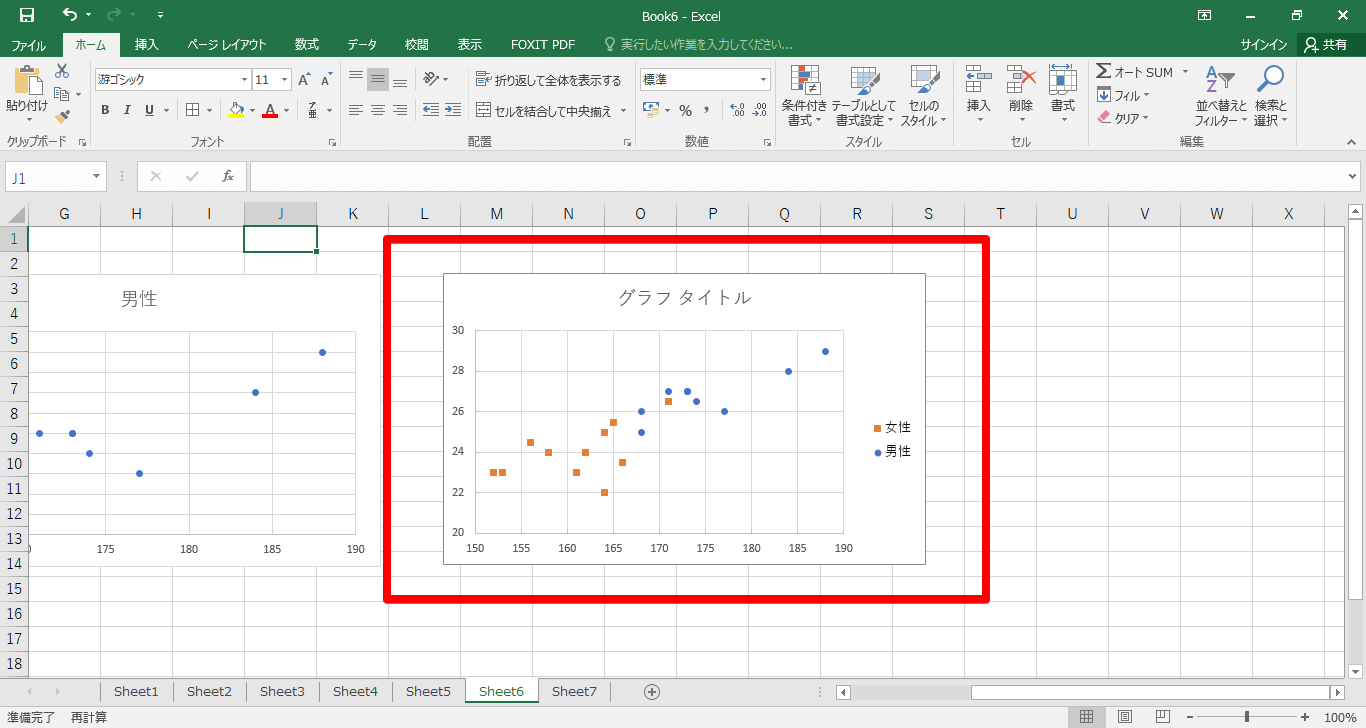 Book6 - Excel
ファイル ホーム 挿入 ページ レイアウト 数式 データ 校閲 表示 FOXIT PDF 実行したい作業を入力してください... サインイン 共有
游ゴシック 11 折り返して全体を表示する 標準 オート SUM
貼り付け B I U 亜 セルを結合して中央揃え % , 条件付き書式 テーブルとして書式設定 セルのスタイル 挿入 削除 書式 フィル クリア 並べ替えとフィルター 検索と選択
クリップボード フォント 配置 数値 スタイル セル 編集
J1 fx
G H I J K L M N O P Q R S T U V W X
1
2
3
4
5
6
7
8
9
10
11
12
13
14
15
16
17
18
男性
175 180 185 190
グラフ タイトル
30
28
26
24
22
20
150 155 160 165 170 175 180 185 190
女性
男性
Sheet1 Sheet2 Sheet3 Sheet4 Sheet5 Sheet6 Sheet7
準備完了 再計算 100%